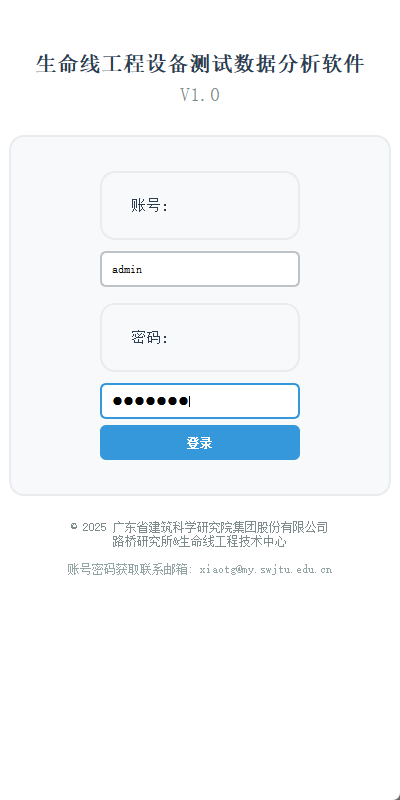 生命线工程设备测试数据分析软件
V1.0
账号:
admin
密码:
●●●●●●●
登录
© 2025 广东省建筑科学研究院集团股份有限公司
路桥研究所&生命线工程技术中心
账号密码获取联系邮箱: xiaotg@my.swjtu.edu.cn